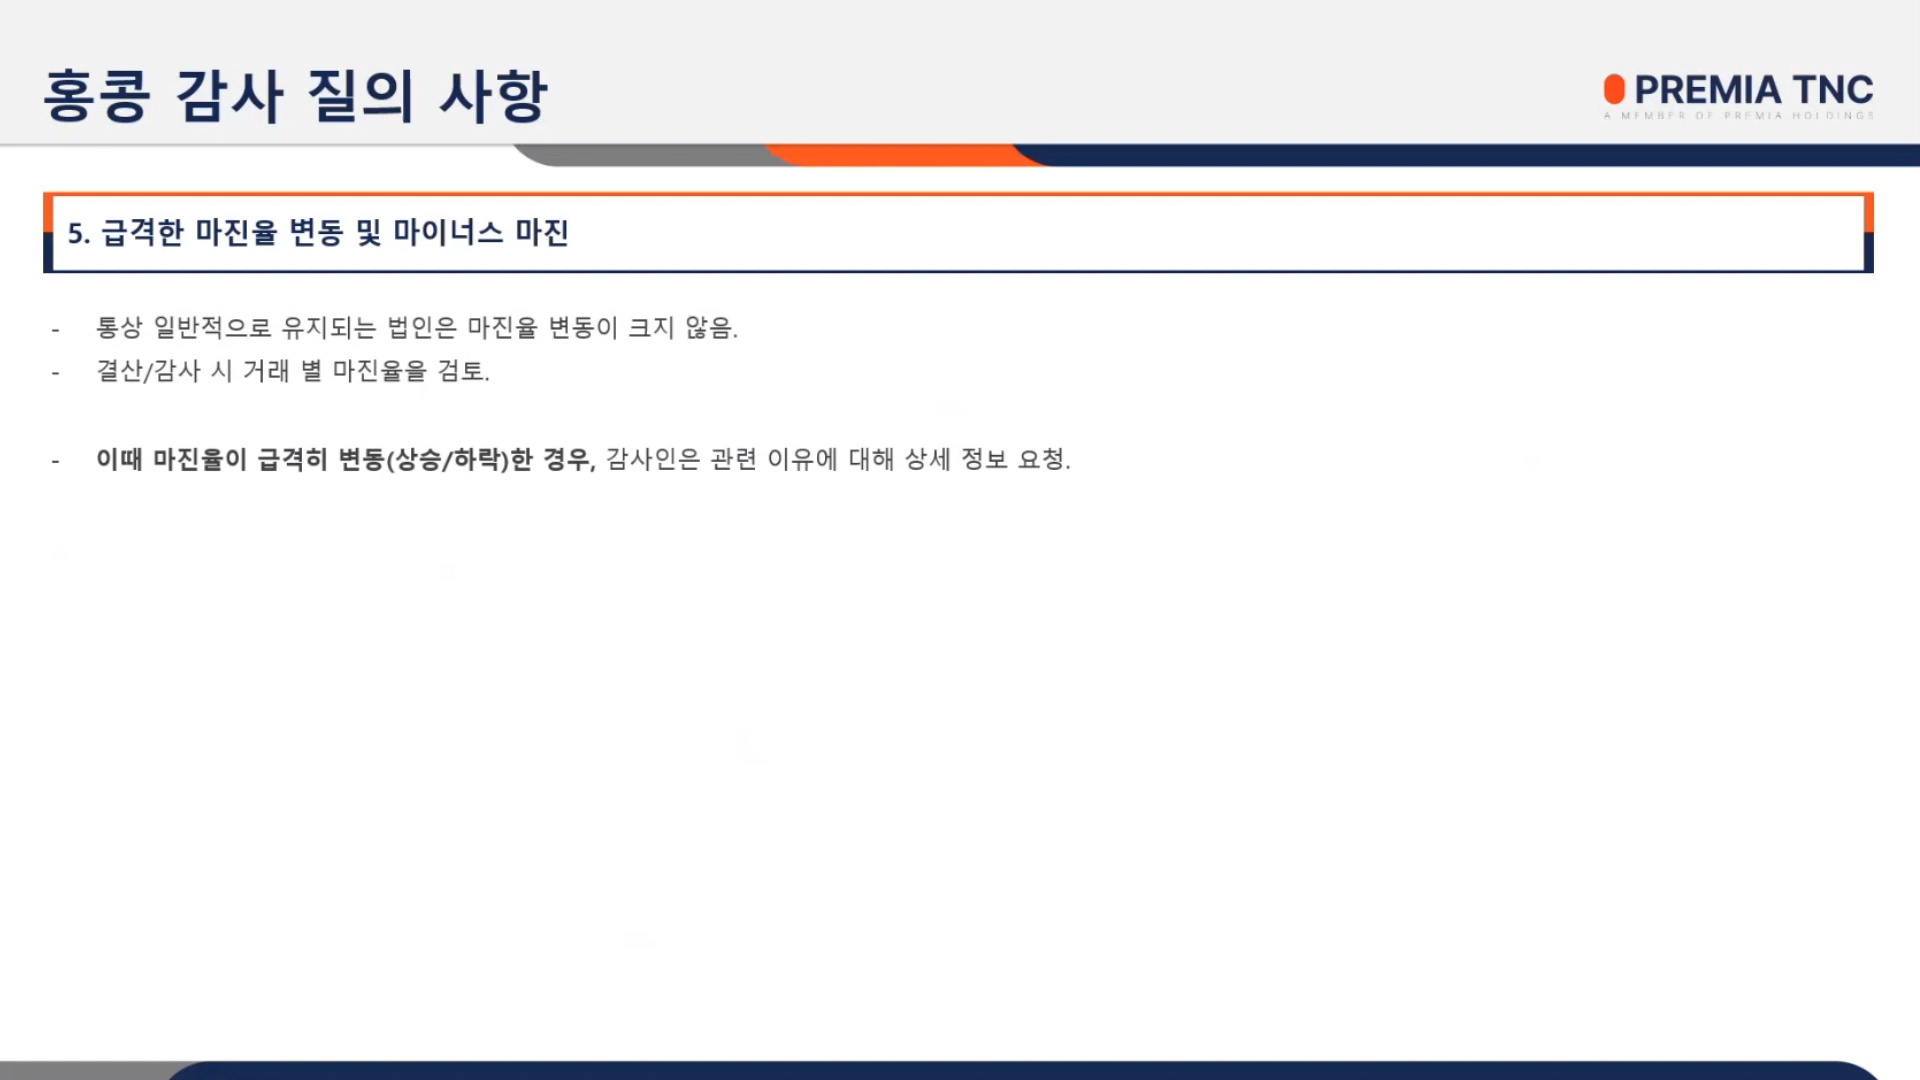 홍콩 감사 질의 사항
PREMIA TNC
A MEMBER OF PREMIA HOLDINGS
5. 급격한 마진율 변동 및 마이너스 마진
- 통상 일반적으로 유지되는 법인은 마진율 변동이 크지 않음.
- 결산/감사 시 거래 별 마진율을 검토.
- 이때 마진율이 급격히 변동(상승/하락)한 경우, 감사인은 관련 이유에 대해 상세 정보 요청.